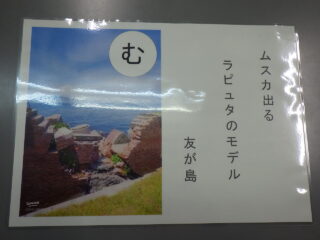 ムスカ出る
ラピュタのモデル
友が島
む